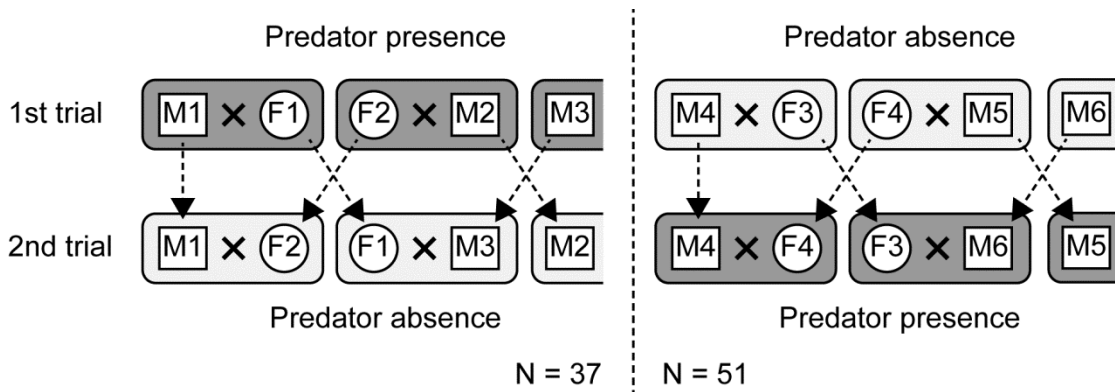 Predator presence
Predator absence
1st trial
M1 × F1
F2 × M2
M3
M4 × F3
F4 × M5
M6
2nd trial
M1 × F2
F1 × M3
M2
M4 × F4
F3 × M6
M5
Predator absence
Predator presence
N = 37
N = 51